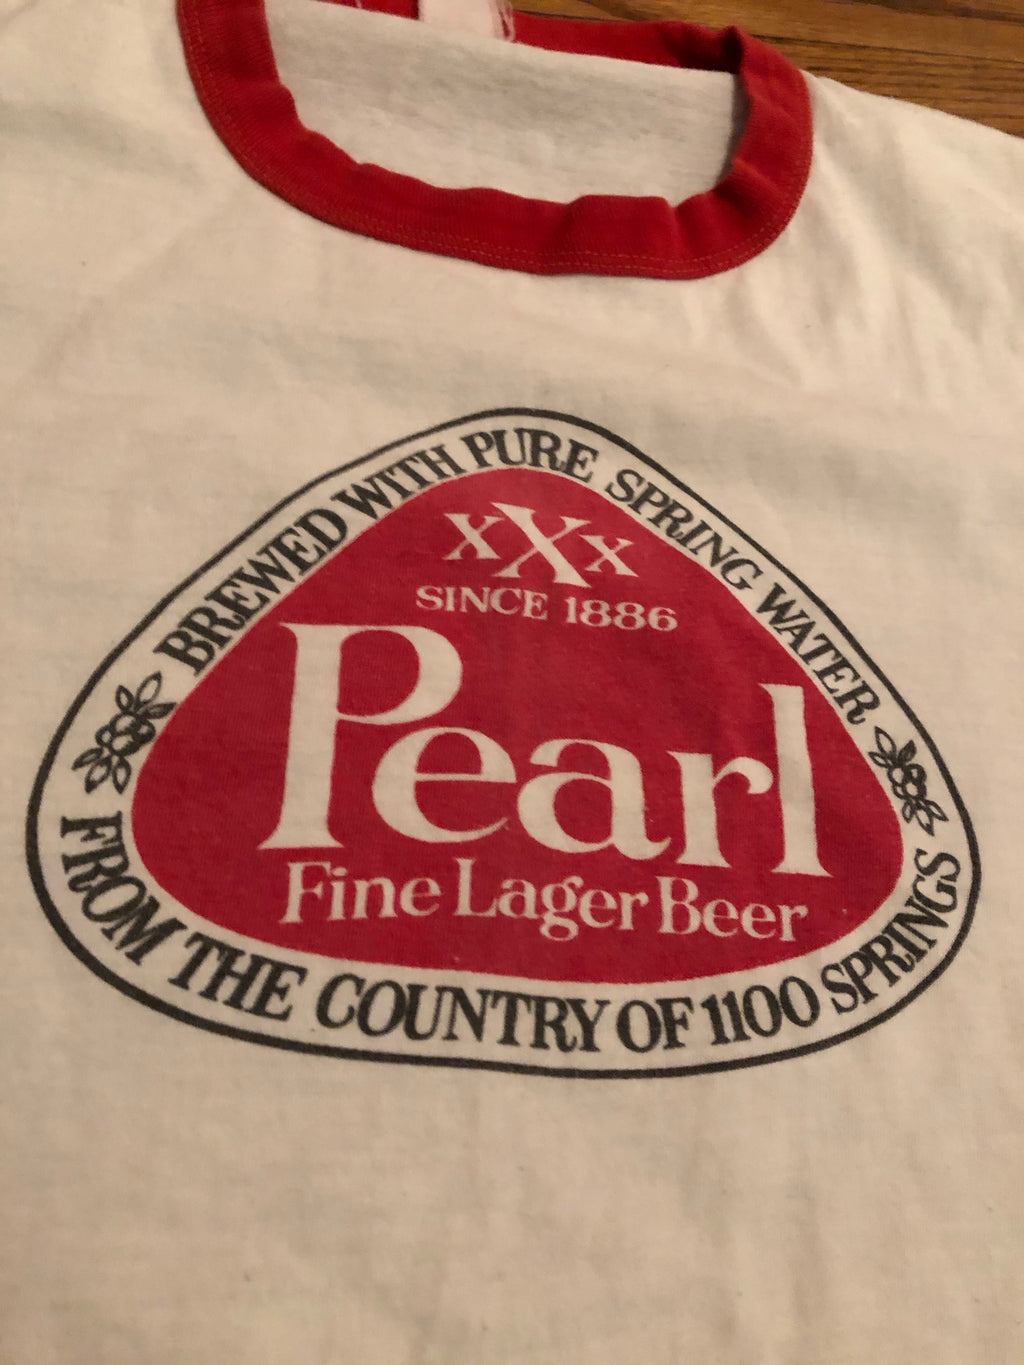 BREWED WITH PURE SPRING WATER
xXx
SINCE 1886
Pearl
Fine Lager Beer
FROM THE COUNTRY OF 1100 SPRINGS